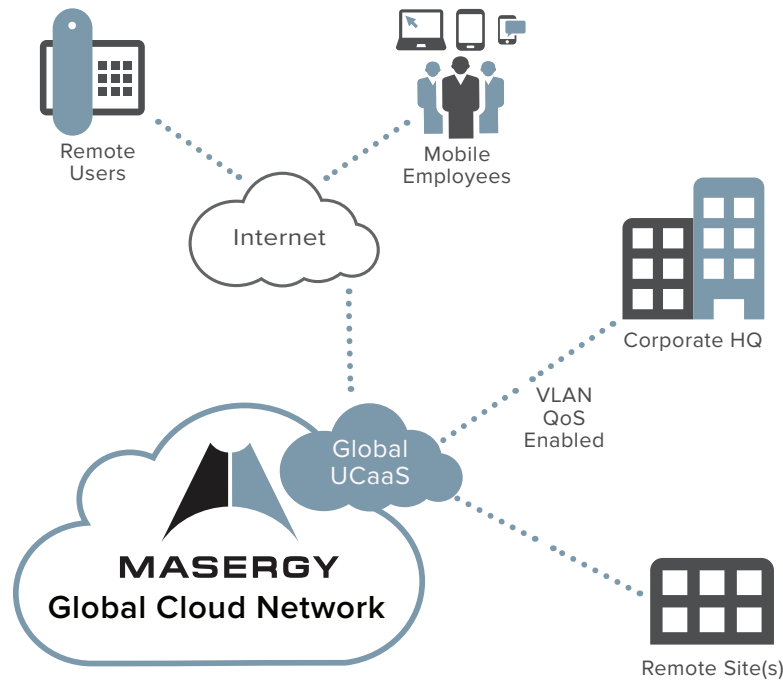 Remote
Users
Mobile
Employees
Internet
Corporate HQ
VLAN
QoS
Enabled
Global
UCaaS
MASERGY
Global Cloud Network
Remote Site(s)